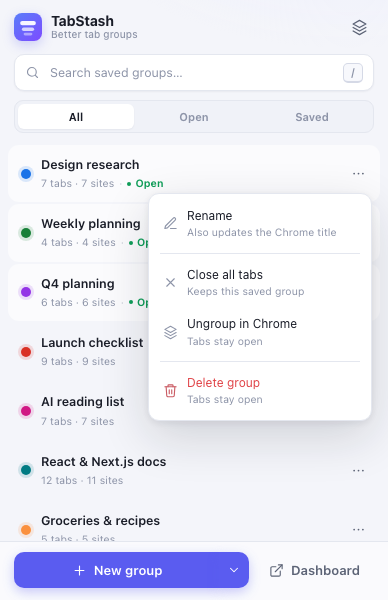 TabStash
Better tab groups
Search saved groups...
/
All
Open
Saved
Design research
7 tabs · 7 sites · • Open
Weekly planning
4 tabs · 4 sites · •
Q4 planning
6 tabs · 6 sites · •
Launch checklist
9 tabs · 9 sites
AI reading list
7 tabs · 7 sites
React & Next.js docs
12 tabs · 11 sites
Groceries & recipes
5 tabs · 5 sites
Rename
Also updates the Chrome title
Close all tabs
Keeps this saved group
Ungroup in Chrome
Tabs stay open
Delete group
Tabs stay open
New group
Dashboard